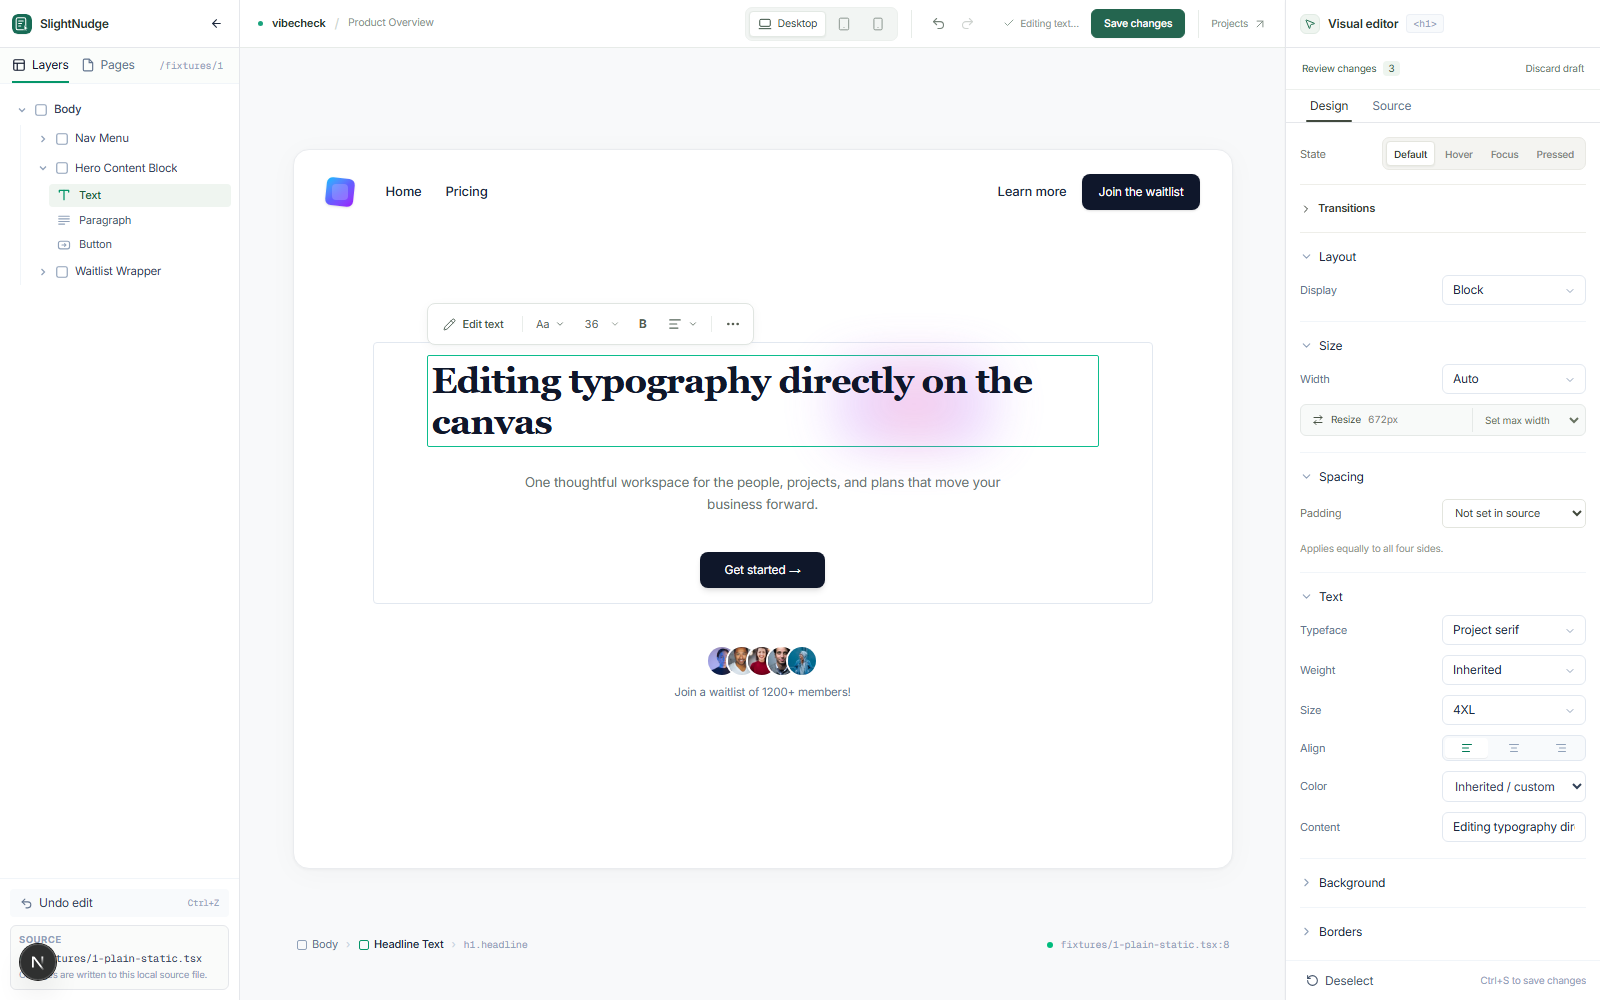 SlightNudge
vibecheck / Product Overview
Desktop
Editing text...
Save changes
Projects
Visual editor <h1>
Layers Pages /fixtures/1
Review changes 3 Discard draft
Design Source
Body
Nav Menu
Hero Content Block
Text
Paragraph
Button
Waitlist Wrapper
Undo edit Ctrl+Z
SOURCE
tures/1-plain-static.tsx
es are written to this local source file.
N
Home Pricing Learn more Join the waitlist
Edit text Aa 36 B
Editing typography directly on the
canvas
One thoughtful workspace for the people, projects, and plans that move your
business forward.
Get started →
Join a waitlist of 1200+ members!
Body › Headline Text › h1.headline
fixtures/1-plain-static.tsx:8
State Default Hover Focus Pressed
Transitions
Layout
Display Block
Size
Width Auto
Resize 672px Set max width
Spacing
Padding Not set in source
Applies equally to all four sides.
Text
Typeface Project serif
Weight Inherited
Size 4XL
Align
Color Inherited / custom
Content Editing typography dir
Background
Borders
Deselect Ctrl+S to save changes